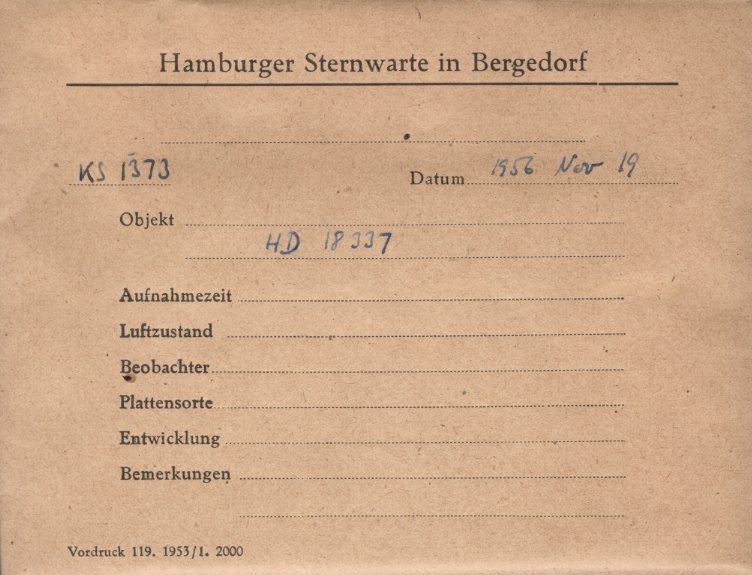 Hamburger Sternwarte in Bergedorf
KS 1373
Datum 1956 Nov 19
Objekt
HD 18337
Aufnahmezeit
Luftzustand
Beobachter
Plattensorte
Entwicklung
Bemerkungen
Vordruck 119. 1953/1. 2000